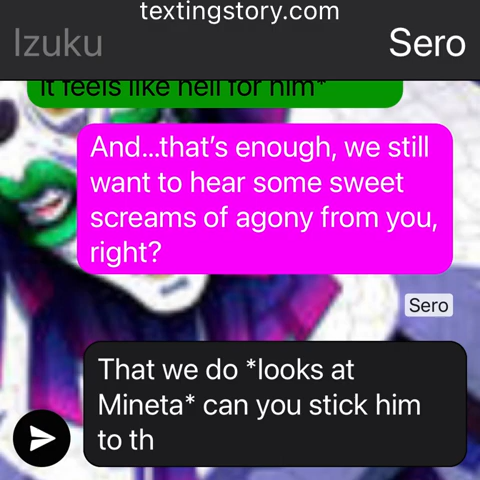 textingstory.com
Izuku
Sero
it feels like hell for him*
And...that's enough, we still
want to hear some sweet
screams of agony from you,
right?
Sero
That we do *looks at
Mineta* can you stick him
to th